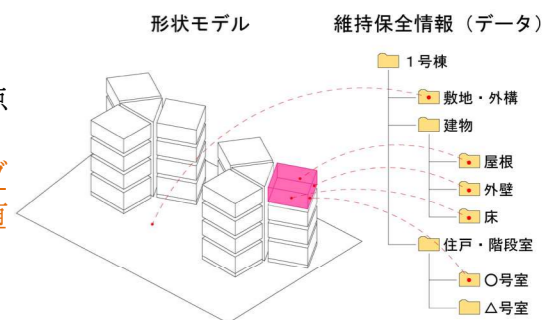 形状モデル
維持保全情報（データ）
１号棟
敷地・外構
建物
屋根
外壁
床
住戸・階段室
〇号室
△号室